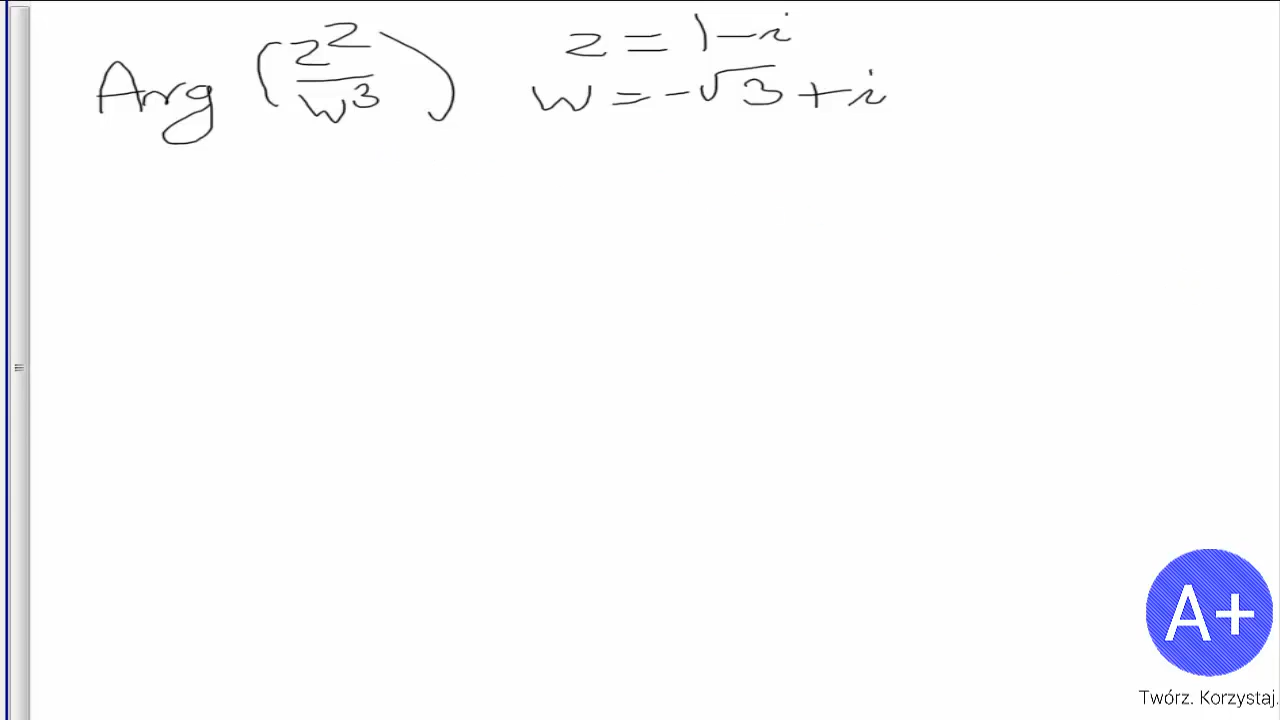 Arg (z²/w³) z = 1-i
w = -√3+i
A+
Twórz. Korzystaj.